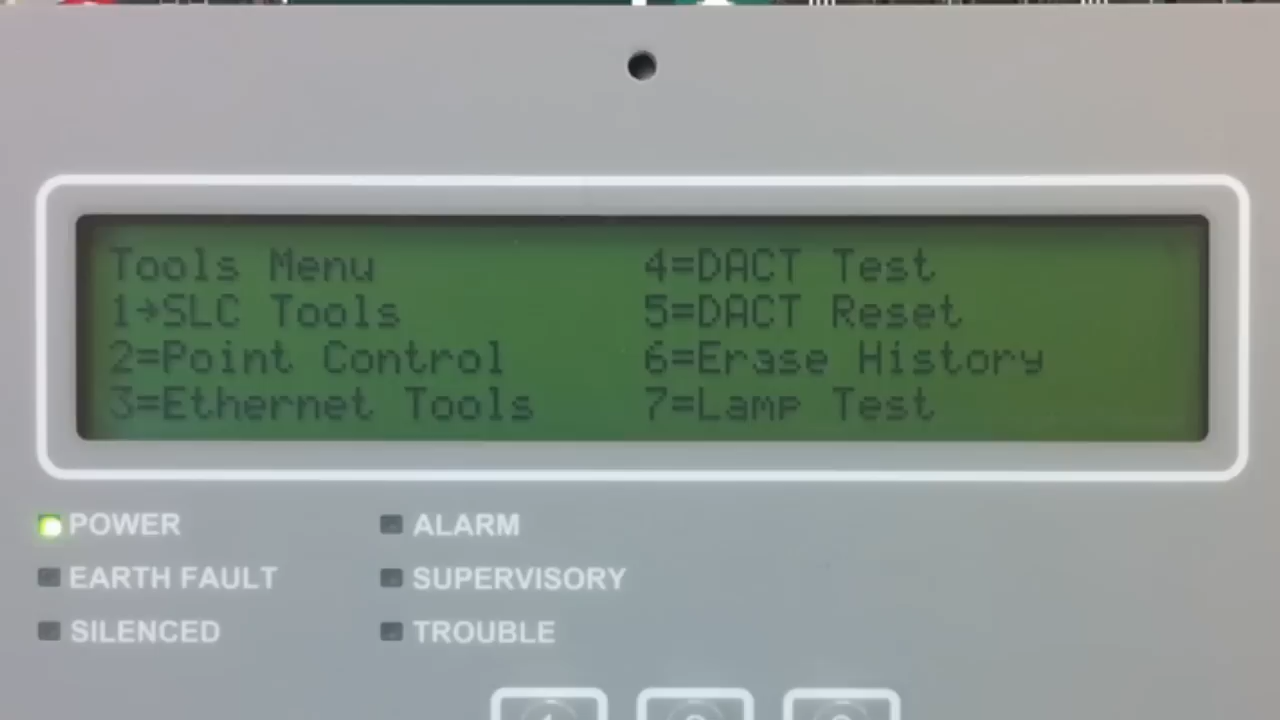 Tools Menu
1→SLC Tools
2=Point Control
3=Ethernet Tools
4=DACT Test
5=DACT Reset
6=Erase History
7=Lamp Test
POWER
EARTH FAULT
SILENCED
ALARM
SUPERVISORY
TROUBLE